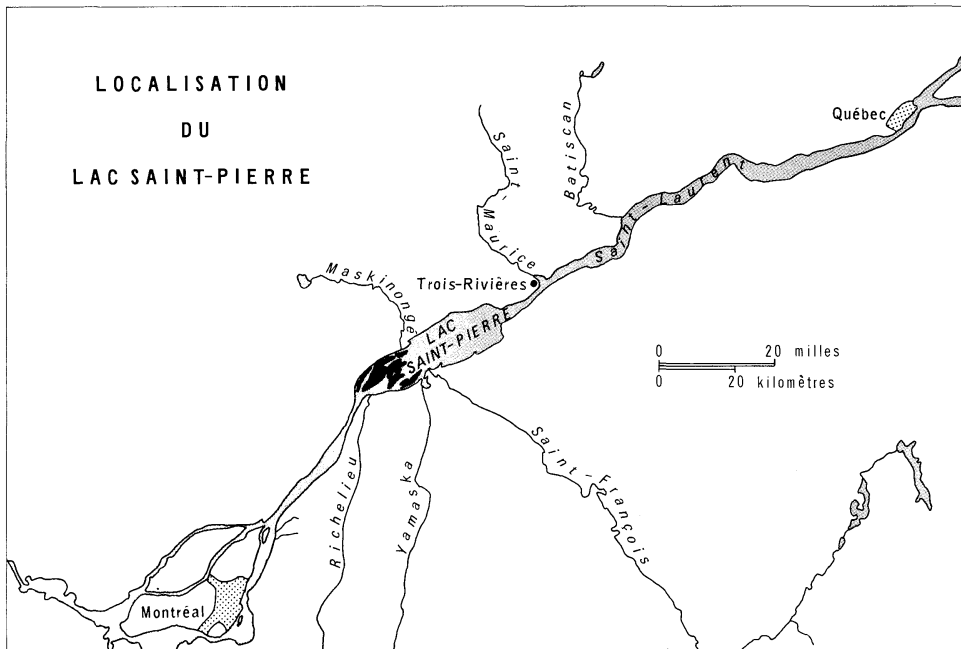 LOCALISATION
DU
LAC SAINT-PIERRE
Québec
Saint-
Maurice
Batiscan
Saint-Laurent
Maskinongé
Trois-Rivières
LAC
SAINT-PIERRE
0 20 milles
0 20 kilomètres
Richelieu
Yamaska
Saint-François
Montréal